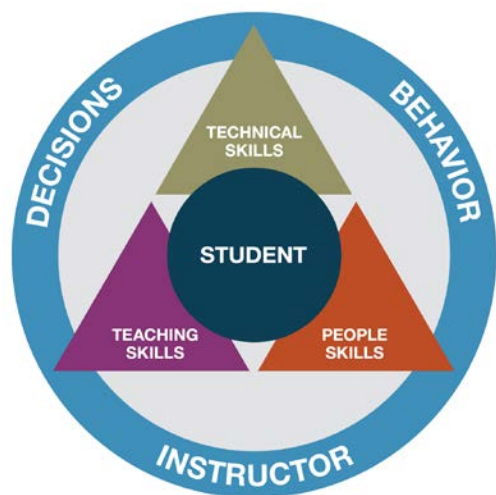 DECISIONS
BEHAVIOR
TECHNICAL
SKILLS
STUDENT
TEACHING
SKILLS
PEOPLE
SKILLS
INSTRUCTOR